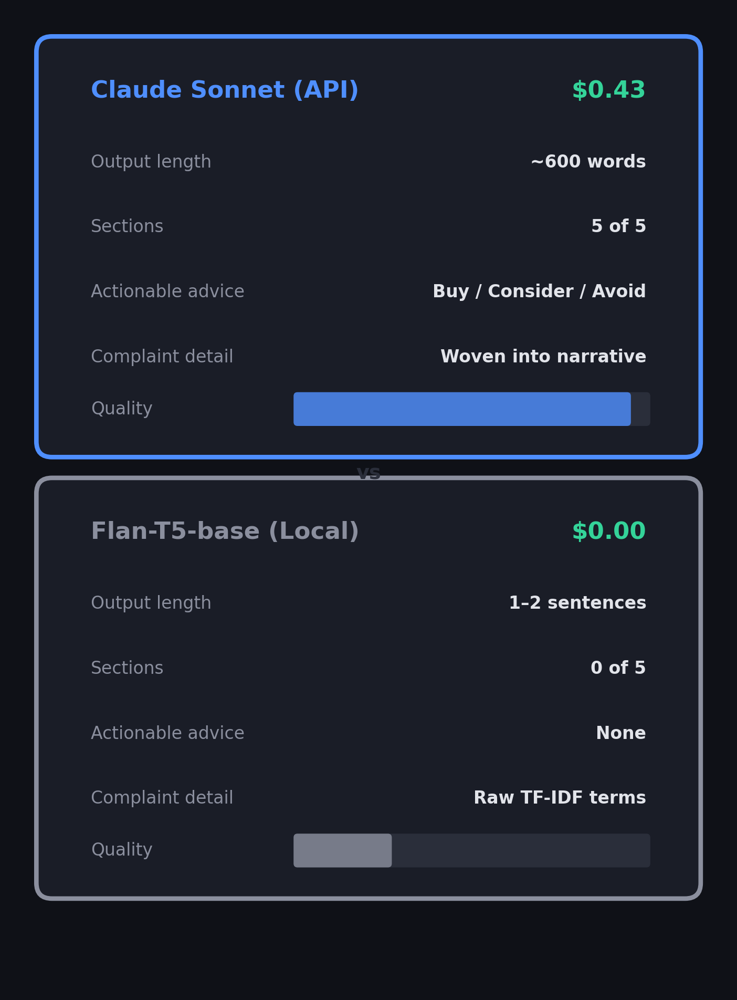 Claude Sonnet (API) $0.43
Output length ~600 words
Sections 5 of 5
Actionable advice Buy / Consider / Avoid
Complaint detail Woven into narrative
Quality
vs
Flan-T5-base (Local) $0.00
Output length 1–2 sentences
Sections 0 of 5
Actionable advice None
Complaint detail Raw TF-IDF terms
Quality